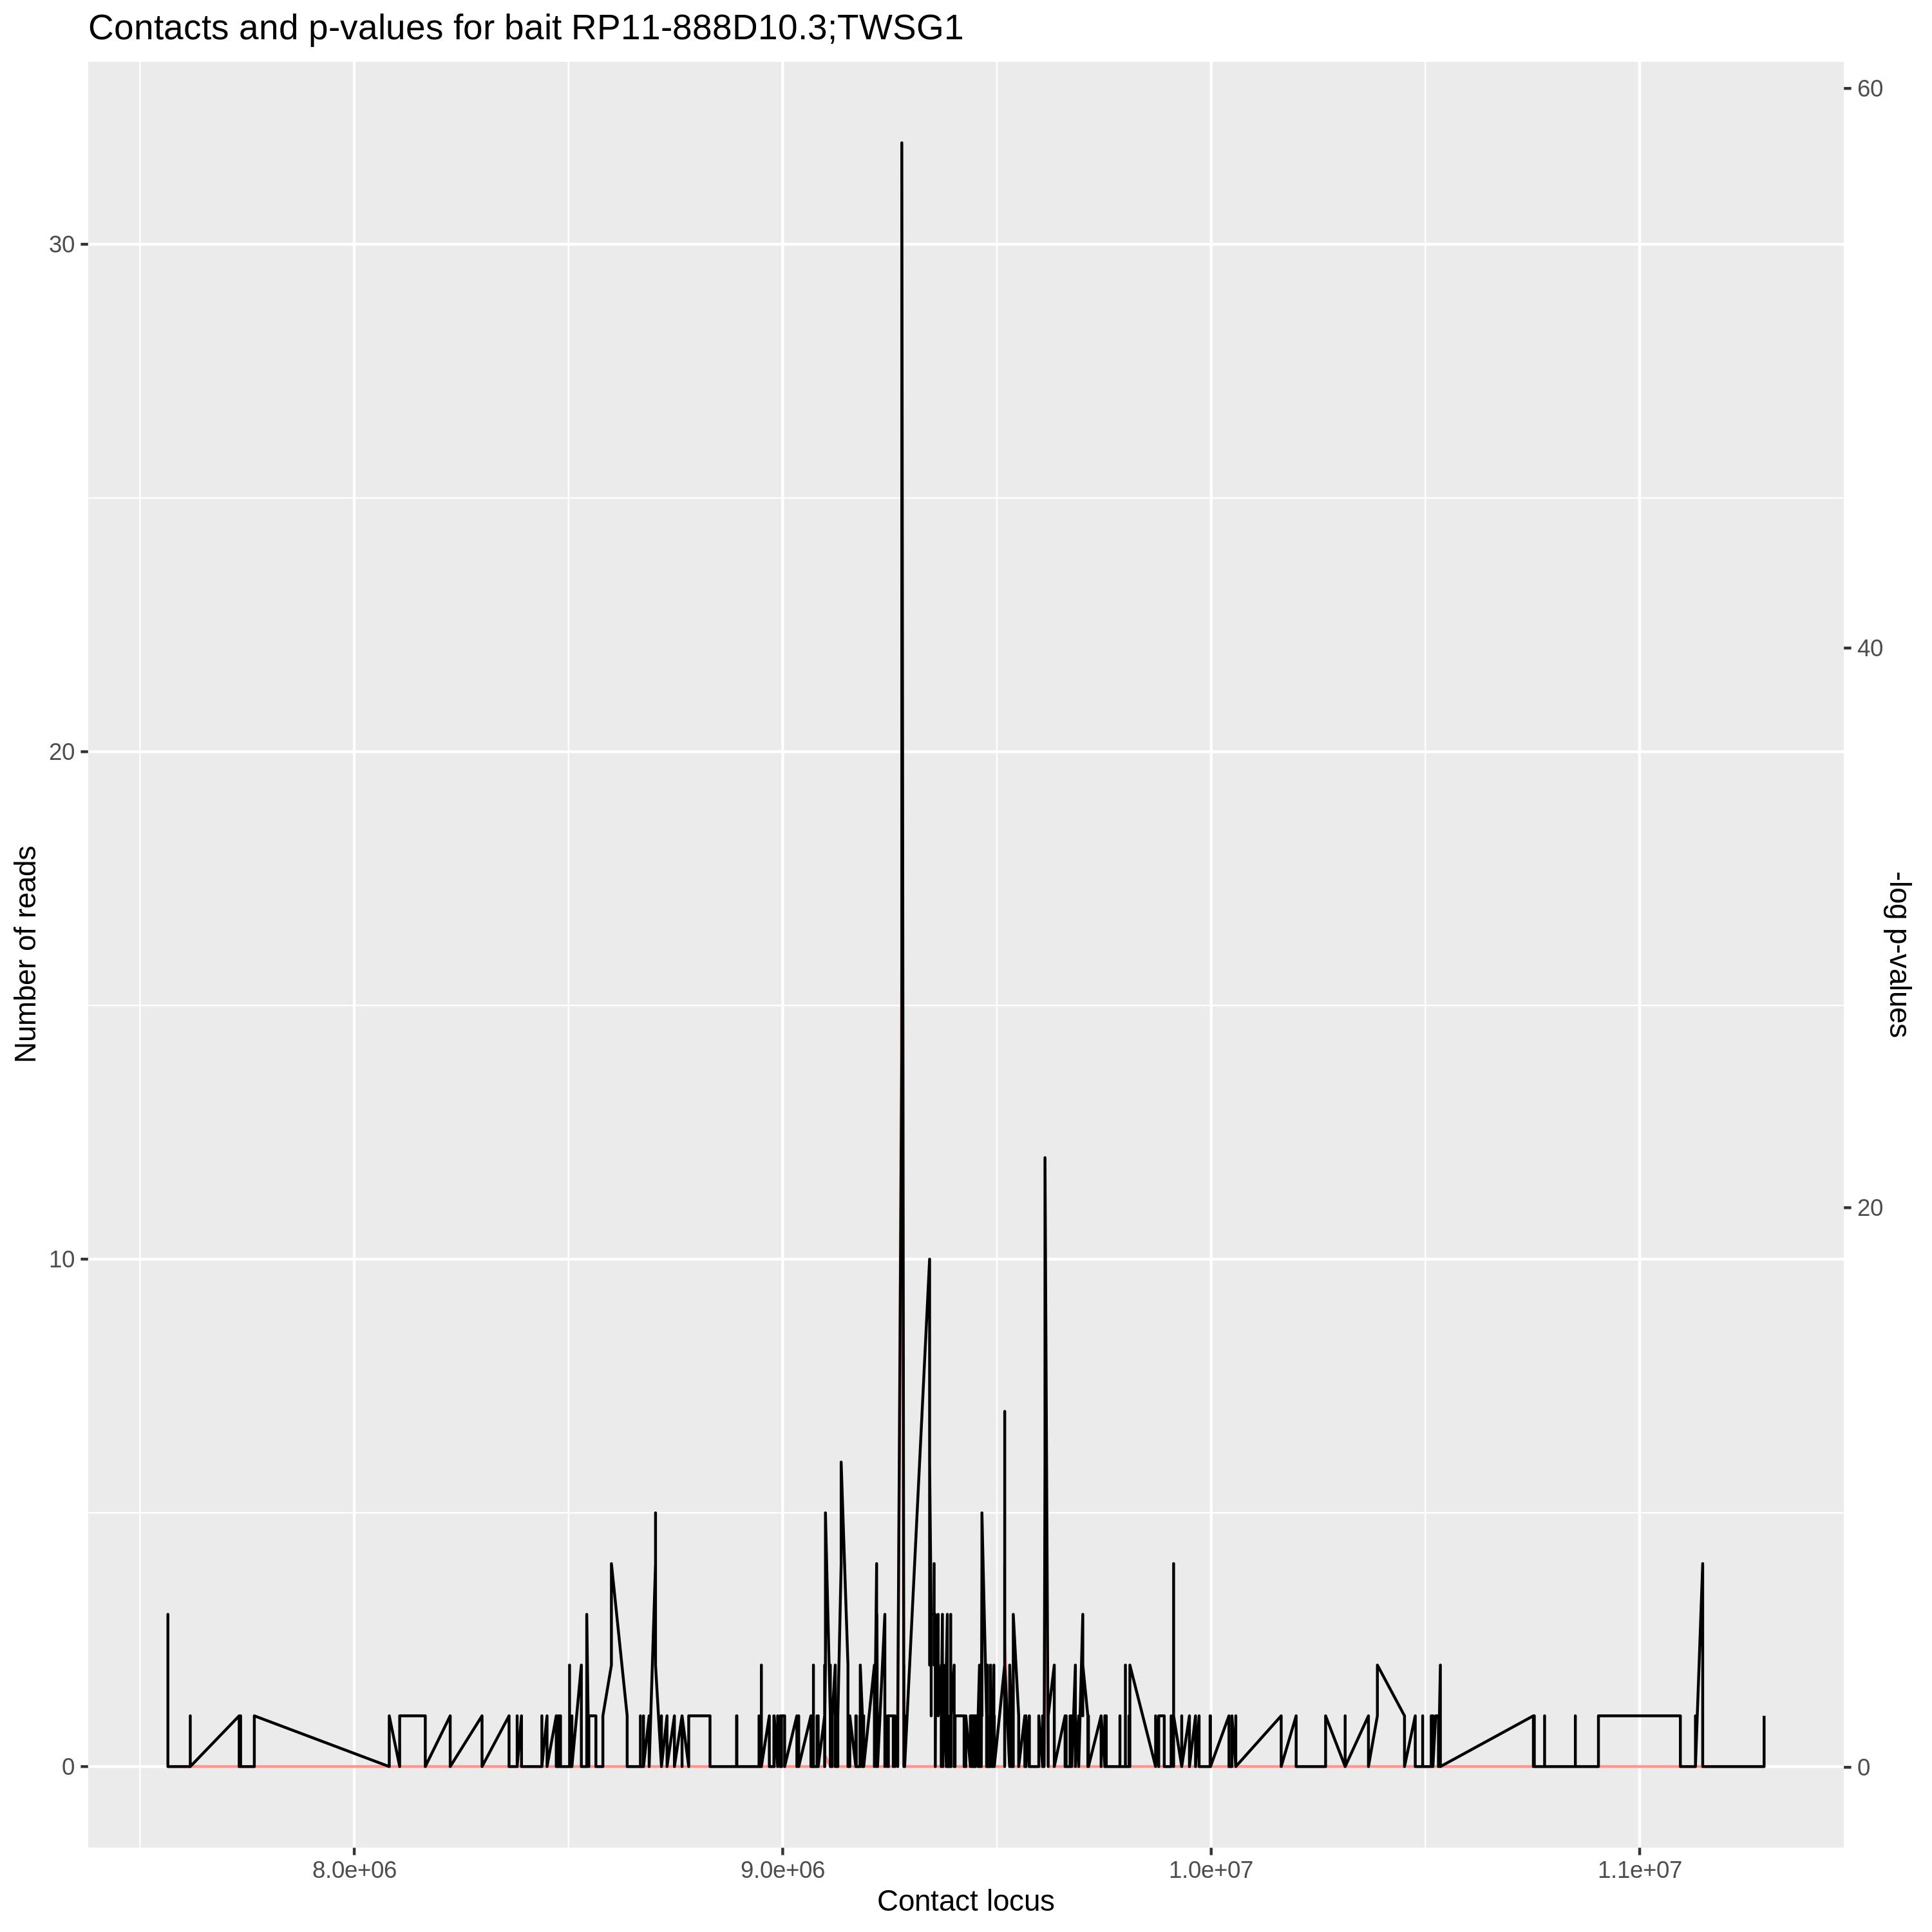 Contacts and p-values for bait RP11-888D10.3;TWSG1
60
30
40
20
Number of reads
-log p-values
20
10
0
0
8.0e+06
9.0e+06
1.0e+07
1.1e+07
Contact locus